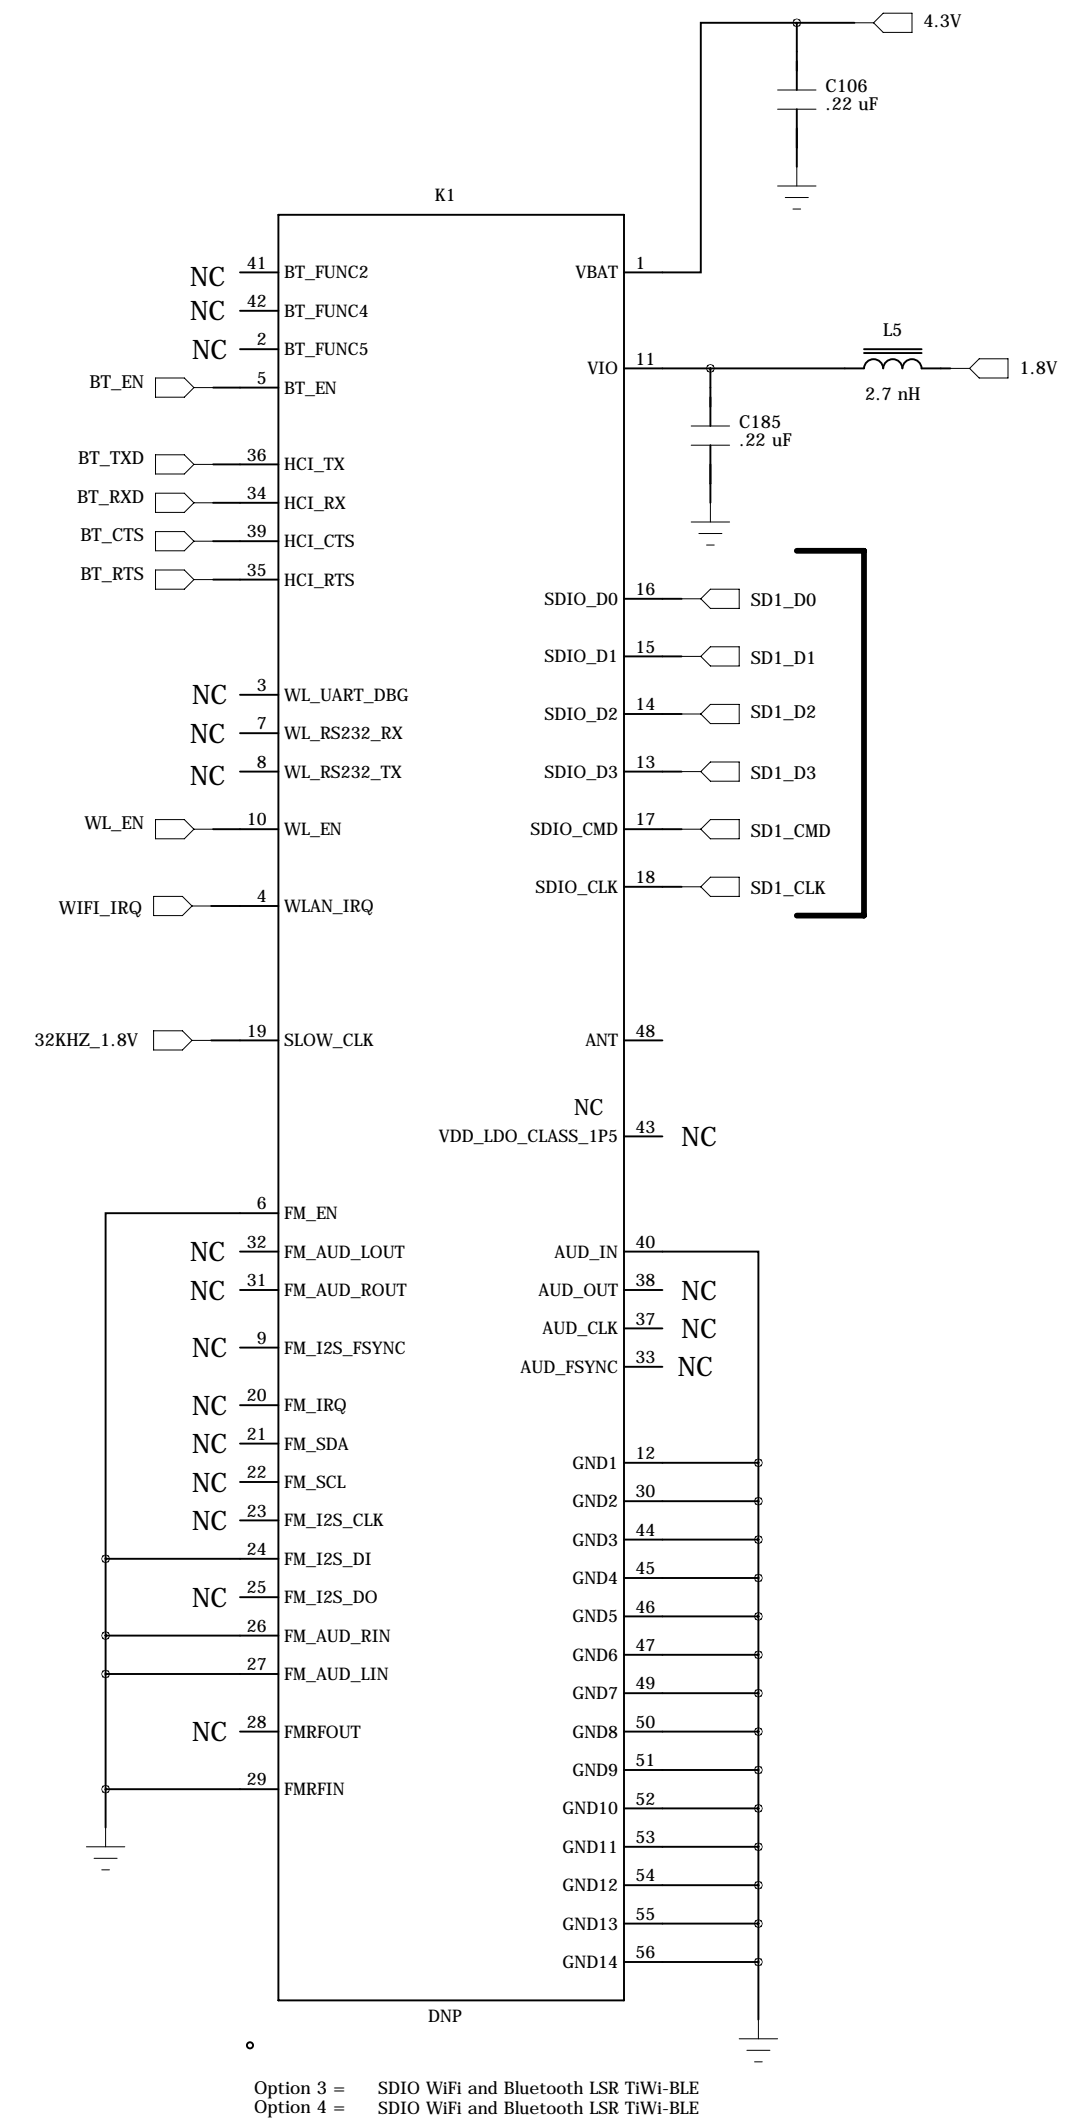 4.3V
C106
.22 uF
K1
NC 41 BT_FUNC2
VBAT 1
NC 42 BT_FUNC4
NC 2 BT_FUNC5
L5
VIO 11
1.8V
2.7 nH
BT_EN 5 BT_EN
C185
.22 uF
BT_TXD 36 HCI_TX
BT_RXD 34 HCI_RX
BT_CTS 39 HCI_CTS
BT_RTS 35 HCI_RTS
SDIO_D0 16 SD1_D0
SDIO_D1 15 SD1_D1
NC 3 WL_UART_DBG
SDIO_D2 14 SD1_D2
NC 7 WL_RS232_RX
NC 8 WL_RS232_TX
SDIO_D3 13 SD1_D3
WL_EN 10 WL_EN
SDIO_CMD 17 SD1_CMD
SDIO_CLK 18 SD1_CLK
WIFI_IRQ 4 WLAN_IRQ
32KHZ_1.8V 19 SLOW_CLK
ANT 48
NC
VDD_LDO_CLASS_1P5 43 NC
6 FM_EN
NC 32 FM_AUD_LOUT
AUD_IN 40
NC 31 FM_AUD_ROUT
AUD_OUT 38 NC
AUD_CLK 37 NC
NC 9 FM_I2S_FSYNC
AUD_FSYNC 33 NC
NC 20 FM_IRQ
NC 21 FM_SDA
GND1 12
NC 22 FM_SCL
GND2 30
NC 23 FM_I2S_CLK
GND3 44
24 FM_I2S_DI
GND4 45
NC 25 FM_I2S_DO
GND5 46
26 FM_AUD_RIN
GND6 47
27 FM_AUD_LIN
GND7 49
NC 28 FMRFOUT
GND8 50
GND9 51
29 FMRFIN
GND10 52
GND11 53
GND12 54
GND13 55
GND14 56
DNP
Option 3 = SDIO WiFi and Bluetooth LSR TiWi-BLE
Option 4 = SDIO WiFi and Bluetooth LSR TiWi-BLE